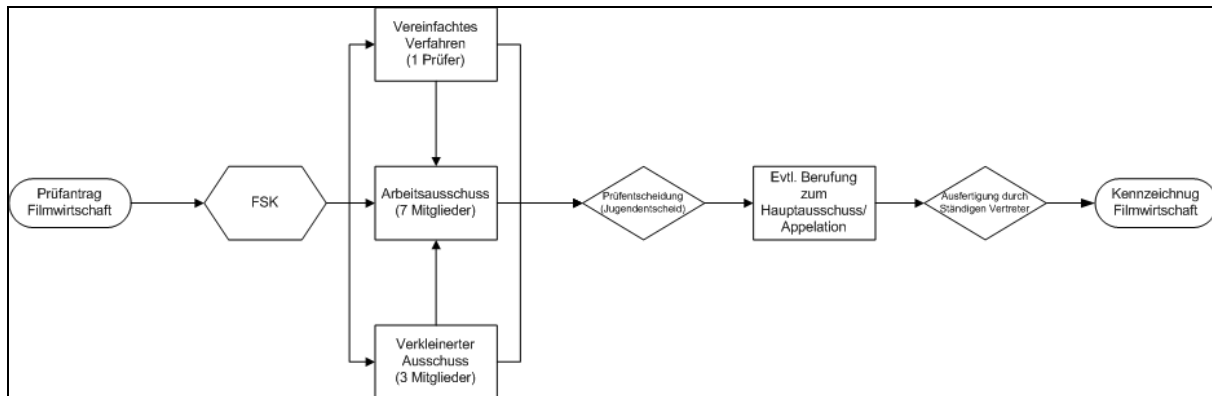 Vereinfachtes
Verfahren
(1 Prüfer)
Prüfantrag
Filmwirtschaft
FSK
Arbeitsausschuss
(7 Mitglieder)
Prüfentscheidung
(Jugendentscheid)
Evtl. Berufung
zum
Hauptausschuss/
Appelation
Ausfertigung durch
Ständigen Vertreter
Kennzeichnug
Filmwirtschaft
Verkleinerter
Ausschuss
(3 Mitglieder)